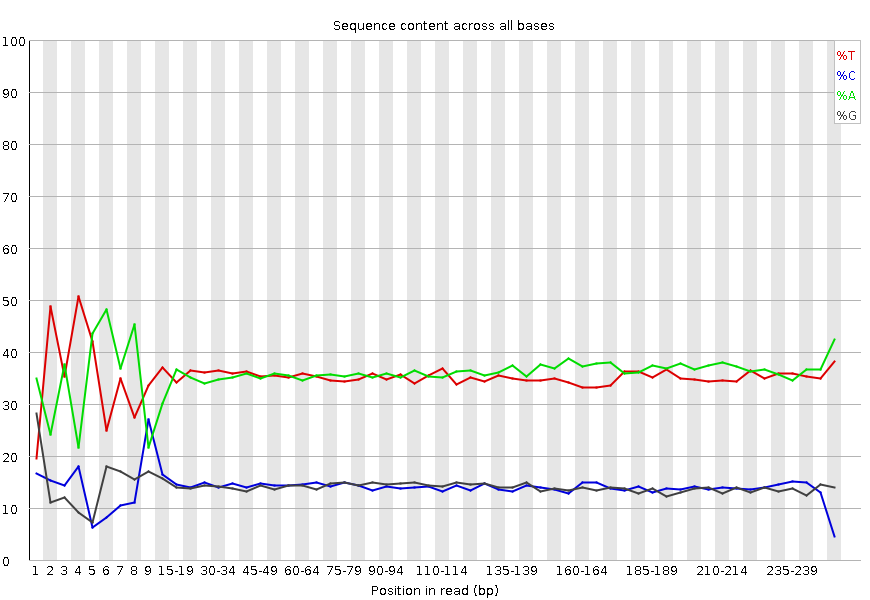 Sequence content across all bases
%T
%C
%A
%G
100
90
80
70
60
50
40
30
20
10
0
1 2 3 4 5 6 7 8 9 15-19 30-34 45-49 60-64 75-79 90-94 110-114 135-139 160-164 185-189 210-214 235-239
Position in read (bp)